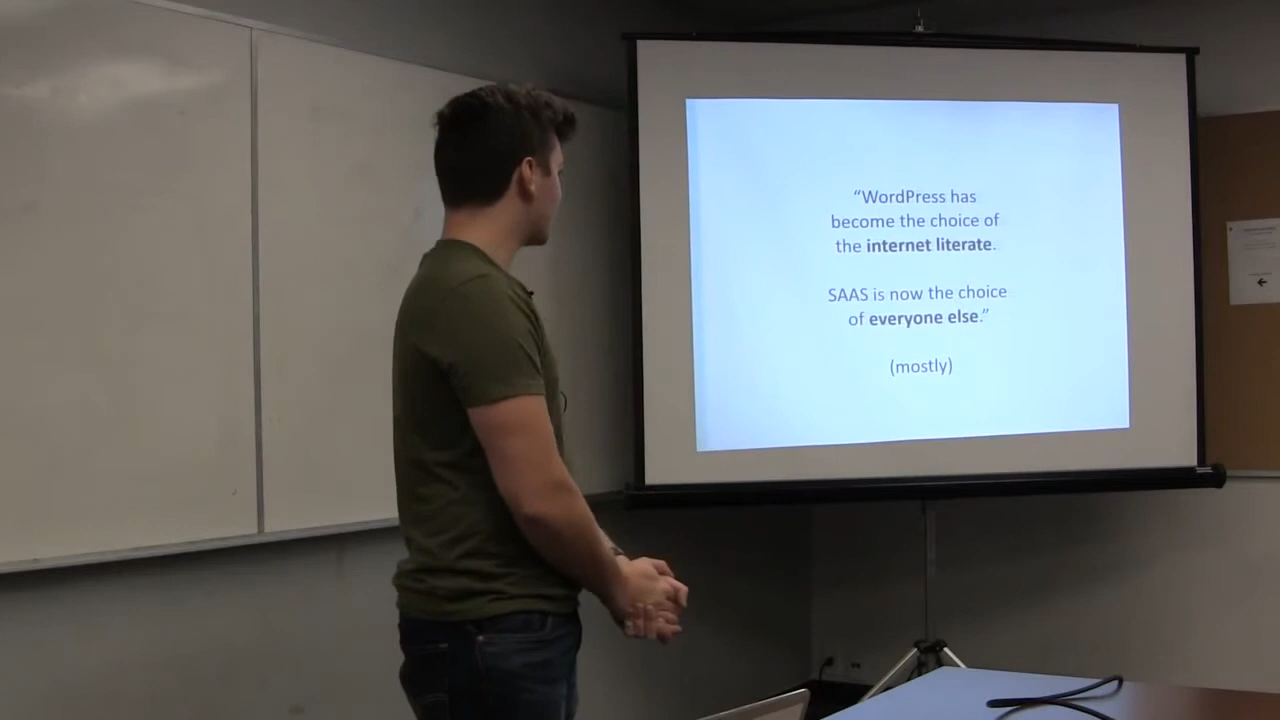 “WordPress has
become the choice of
the internet literate.
SAAS is now the choice
of everyone else.”
(mostly)